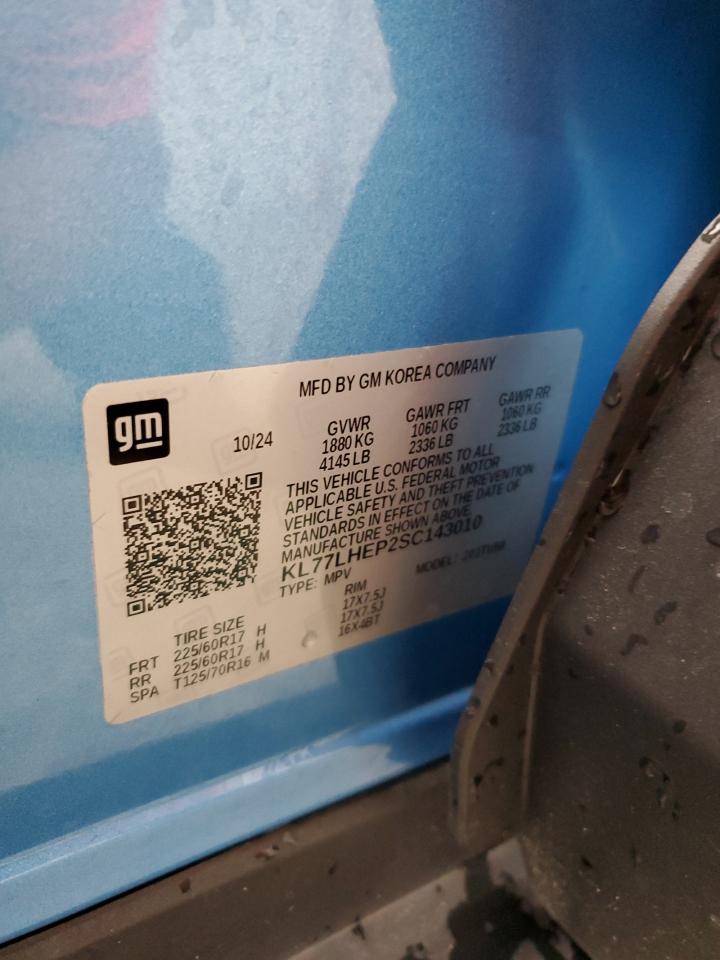 MFD BY GM KOREA COMPANY
gm
10/24
GVWR GAWR FRT GAWR RR
1880 KG 1060 KG 1060 KG
4145 LB 2336 LB 2336 LB
THIS VEHICLE CONFORMS TO ALL
APPLICABLE U.S. FEDERAL MOTOR
VEHICLE SAFETY AND THEFT PREVENTION
STANDARDS IN EFFECT ON THE DATE OF
MANUFACTURE SHOWN ABOVE.
KL77LHEP2SC143010
TYPE: MPV MODEL:
TIRE SIZE RIM
FRT 225/60R17 H 17X7.5J
RR 225/60R17 H 17X7.5J
SPA T125/70R16 M 16X4BT